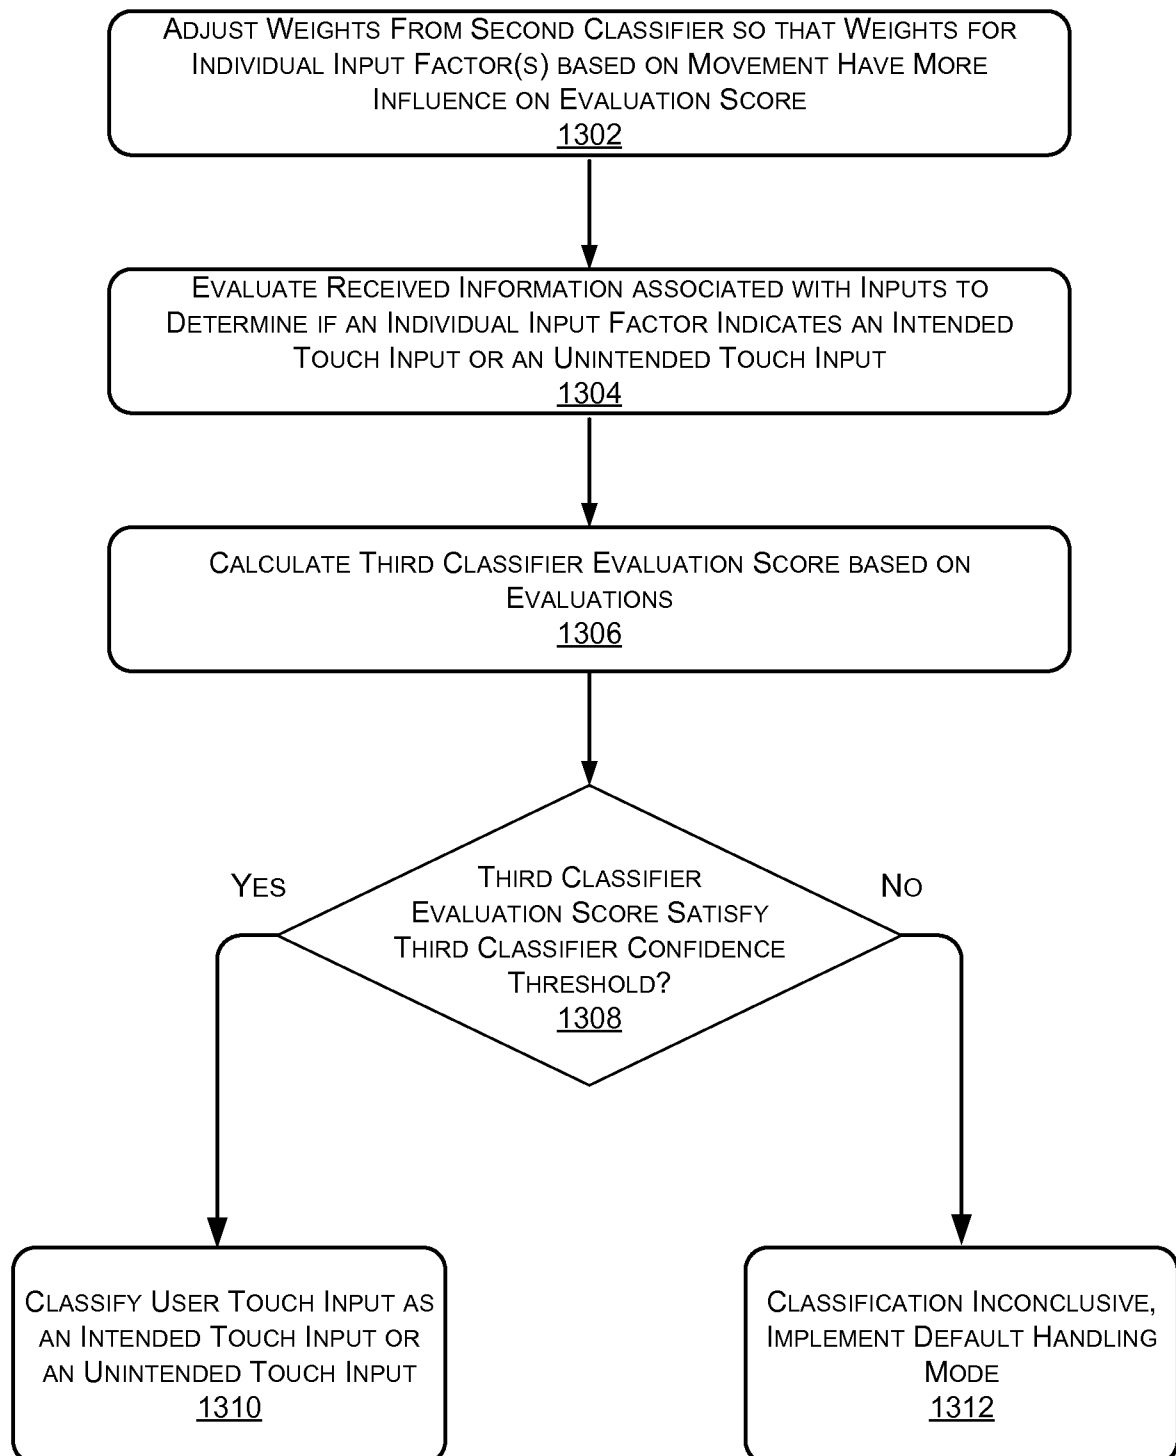 ADJUST WEIGHTS FROM SECOND CLASSIFIER SO THAT WEIGHTS FOR
INDIVIDUAL INPUT FACTOR(S) BASED ON MOVEMENT HAVE MORE
INFLUENCE ON EVALUATION SCORE
1302
EVALUATE RECEIVED INFORMATION ASSOCIATED WITH INPUTS TO
DETERMINE IF AN INDIVIDUAL INPUT FACTOR INDICATES AN INTENDED
TOUCH INPUT OR AN UNINTENDED TOUCH INPUT
1304
CALCULATE THIRD CLASSIFIER EVALUATION SCORE BASED ON
EVALUATIONS
1306
YES
NO
THIRD CLASSIFIER
EVALUATION SCORE SATISFY
THIRD CLASSIFIER CONFIDENCE
THRESHOLD?
1308
CLASSIFY USER TOUCH INPUT AS
AN INTENDED TOUCH INPUT OR
AN UNINTENDED TOUCH INPUT
1310
CLASSIFICATION INCONCLUSIVE,
IMPLEMENT DEFAULT HANDLING
MODE
1312